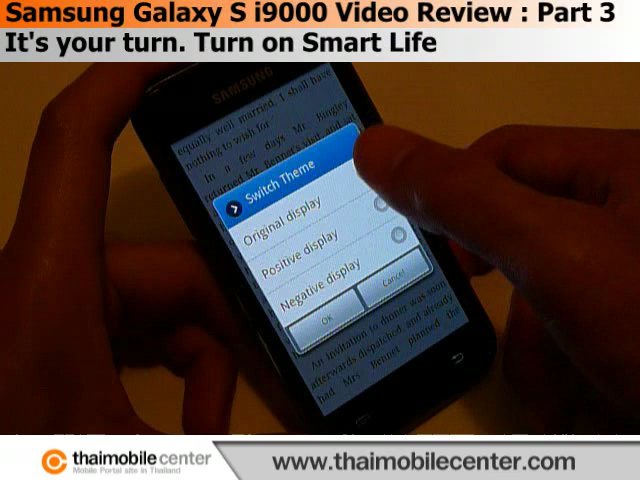 Samsung Galaxy S i9000 Video Review : Part 3
It's your turn. Turn on Smart Life
SAMSUNG
equally well married, I shall have
nothing to wish for
In a few days Mr. Bingley
returned Mr. Bennet's visit, and sat
Switch Theme
Original display
Positive display
Negative display
OK
Cancel
An invitation to dinner was soon
afterwards dispatched, and already
had Mrs. Bennet planned the
thaimobilecenter
Mobile Portal site in Thailand
www.thaimobilecenter.com